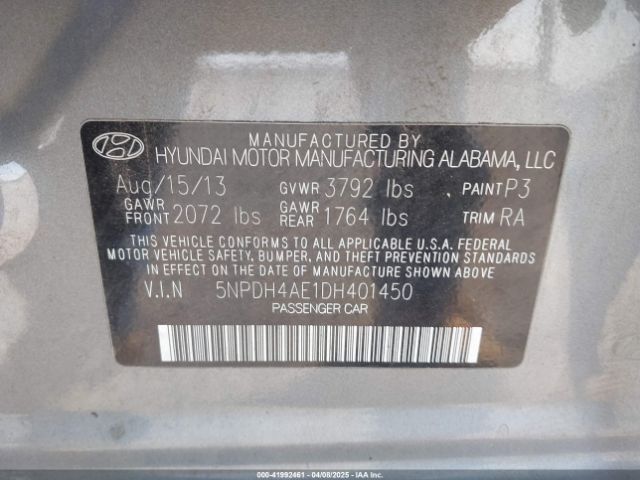 MANUFACTURED BY
HYUNDAI MOTOR MANUFACTURING ALABAMA, LLC
Aug/15/13 GVWR 3792 lbs PAINT P3
GAWR FRONT 2072 lbs GAWR REAR 1764 lbs TRIM RA
THIS VEHICLE CONFORMS TO ALL APPLICABLE U.S.A. FEDERAL
MOTOR VEHICLE SAFETY, BUMPER, AND THEFT PREVENTION
STANDARDS IN EFFECT ON THE DATE OF MANUFACTURE SHOWN ABOVE.
V.I.N 5NPDH4AE1DH401450
PASSENGER CAR
000-41992461 - 04/08/2025 - IAAI.COM